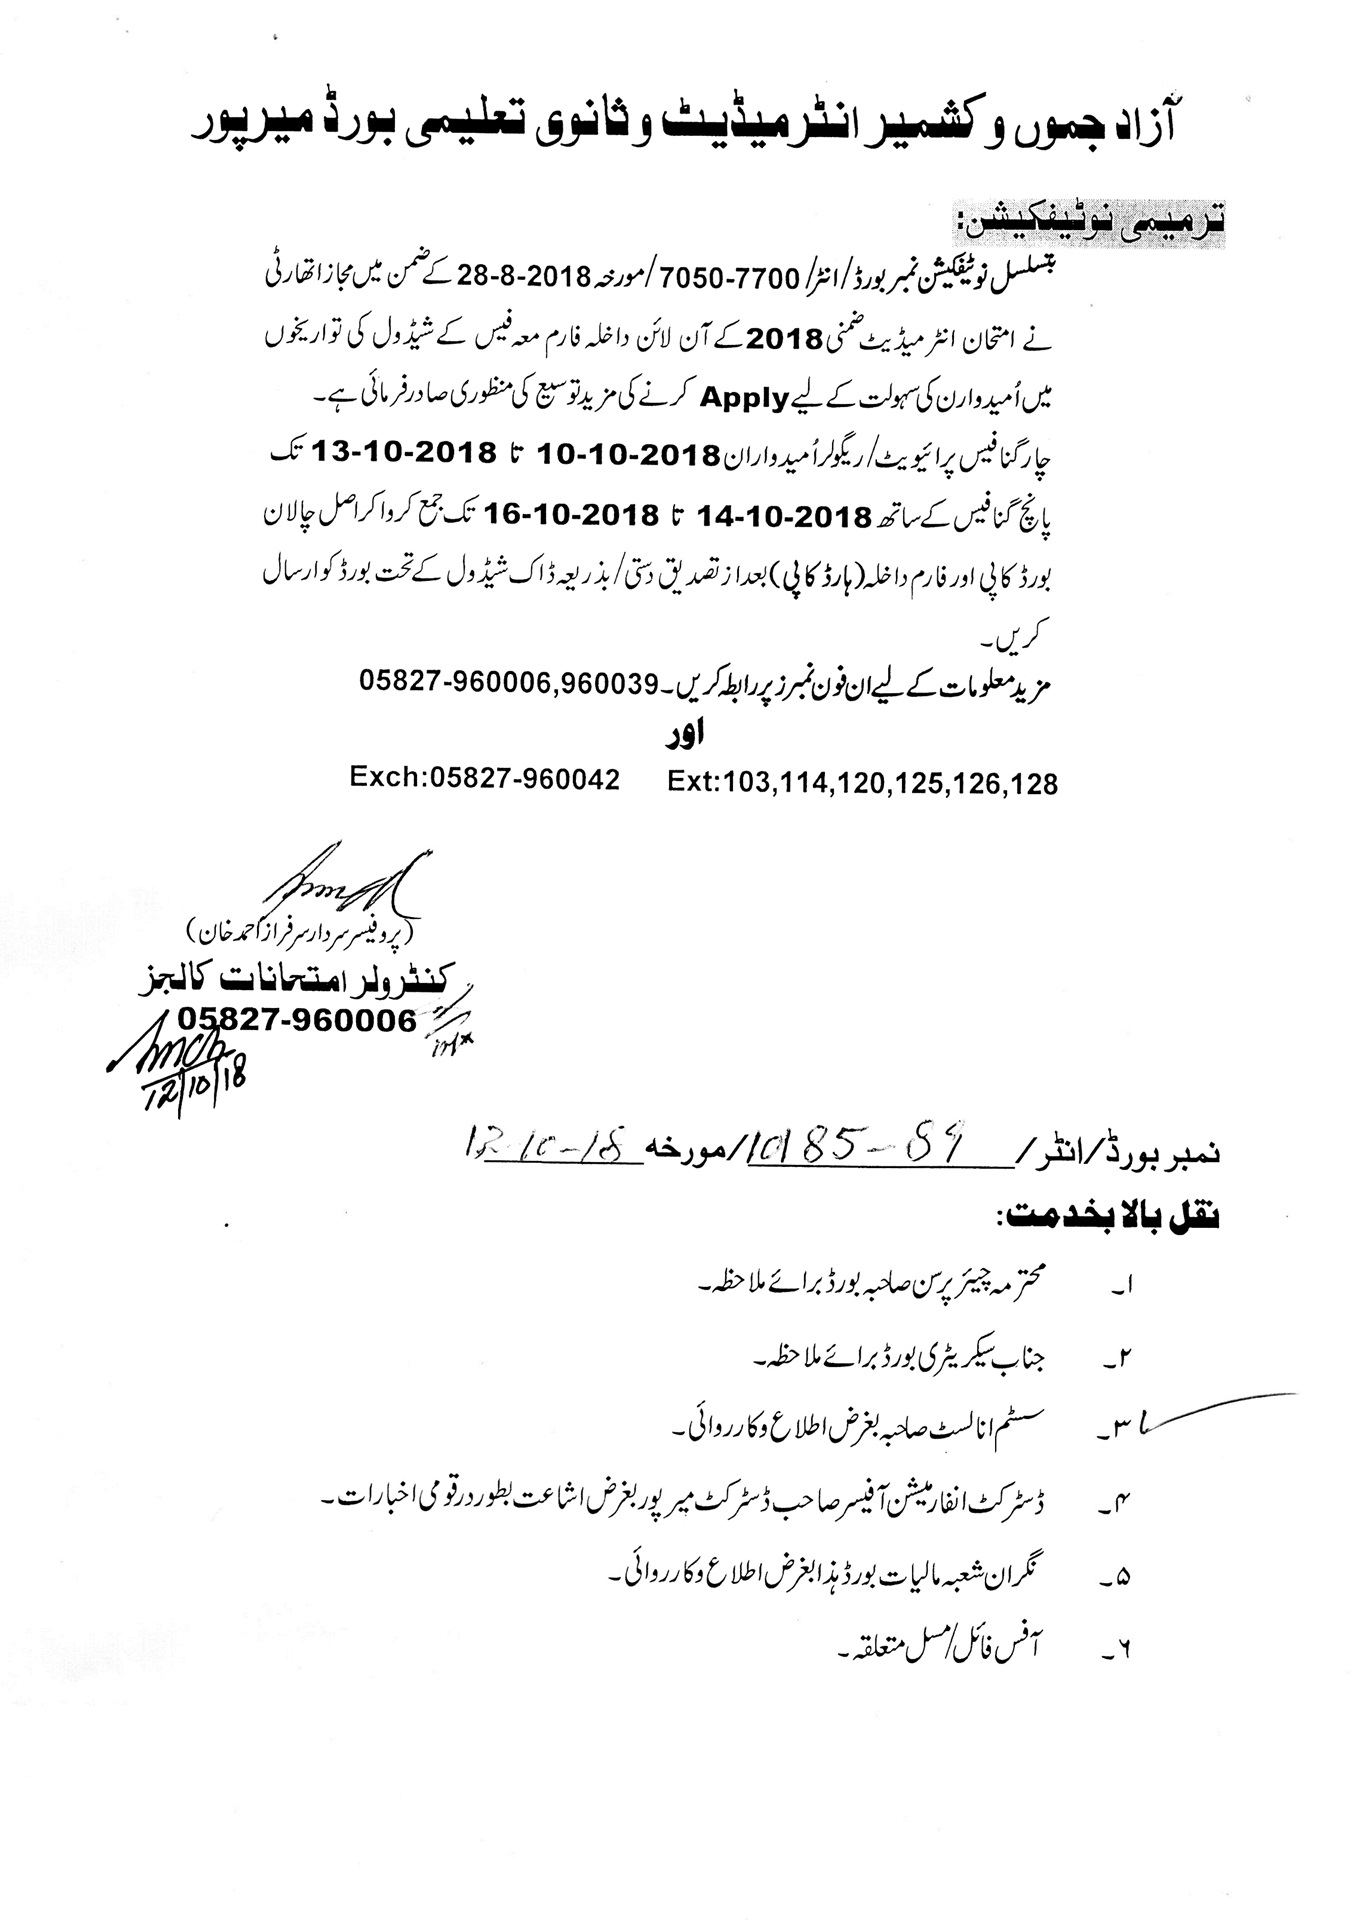 آزاد جموں و کشمیر انٹرمیڈیٹ و ثانوی تعلیمی بورڈ میرپور
ترمیمی نوٹیفکیشن:
بتسلسل نوٹیفکیشن نمبر بورڈ/انٹر/7050-7700/مورخہ 28-8-2018 کے ضمن میں مجاز اتھارٹی
نے امتحان انٹرمیڈیٹ ضمنی 2018 کے آن لائن داخلہ فارم معہ فیس کے شیڈول کی تواریخوں
میں اُمیدوارن کی سہولت کے لیے Apply کرنے کی مزید توسیع کی منظوری صادر فرمائی ہے۔
چار گنا فیس پرائیویٹ/ریگولر اُمیدواران 10-10-2018 تا 13-10-2018 تک
پانچ گنا فیس کے ساتھ 14-10-2018 تا 16-10-2018 تک جمع کروا کر اصل چالان
بورڈ کاپی اور فارم داخلہ (ہارڈ کاپی) بعد از تصدیق دستی/بذریعہ ڈاک شیڈول کے تحت بورڈ کو ارسال
کریں۔
مزید معلومات کے لیے ان فون نمبرز پر رابطہ کریں۔ 05827-960006,960039
اور
Exch:05827-960042 Ext:103,114,120,125,126,128
(پروفیسر سردار سرفراز احمد خان)
کنٹرولر امتحانات کالجز
05827-960006
12/10/18
نمبر بورڈ/انٹر/10185-89/مورخہ 12-10-18
نقل بالا بخدمت:
۱۔ محترمہ چیئرپرسن صاحبہ بورڈ برائے ملاحظہ۔
۲۔ جناب سیکریٹری بورڈ برائے ملاحظہ۔
۳۔ سسٹم انالسٹ صاحبہ بغرض اطلاع و کارروائی۔
۴۔ ڈسٹرکٹ انفارمیشن آفیسر صاحب ڈسٹرکٹ میرپور بغرض اشاعت بطور در قومی اخبارات۔
۵۔ نگران شعبہ مالیات بورڈ ہذا بغرض اطلاع و کارروائی۔
۶۔ آفس فائل/مسل متعلقہ۔